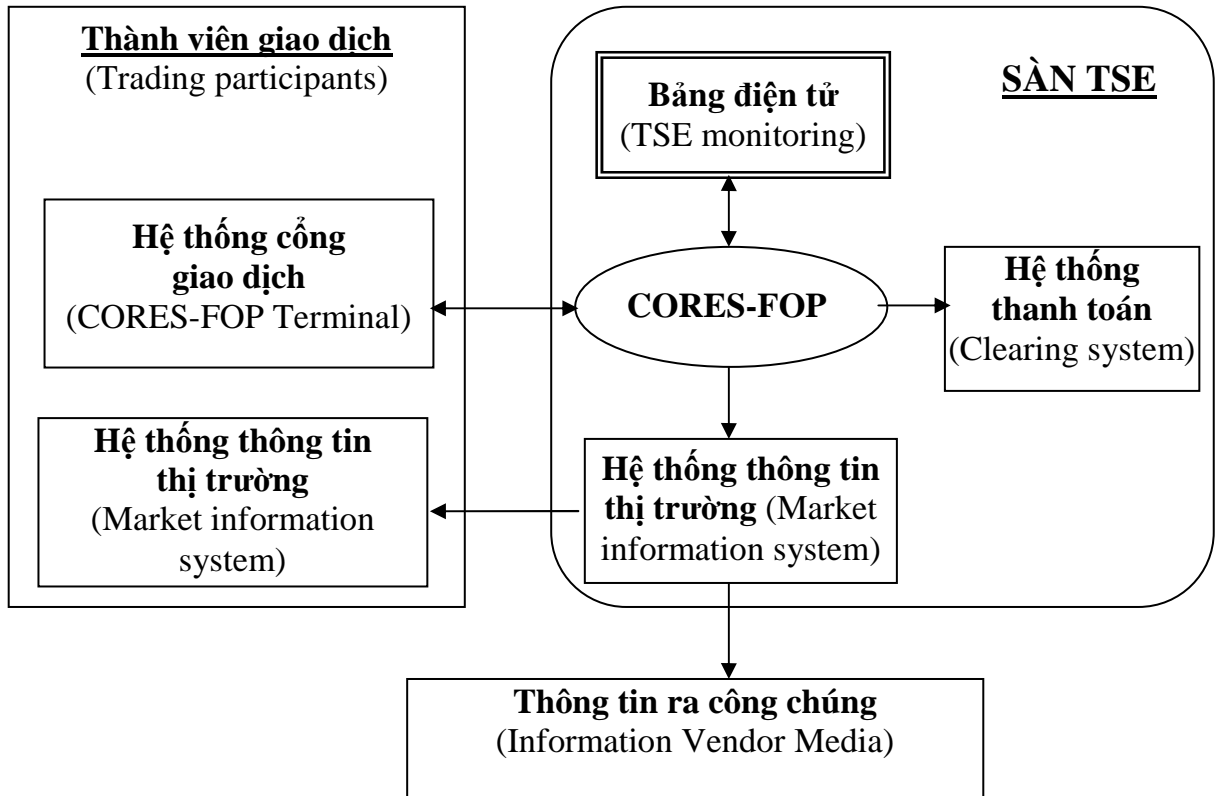 Thành viên giao dịch
(Trading participants)
Hệ thống cổng
giao dịch
(CORES-FOP Terminal)
Hệ thống thông tin
thị trường
(Market information
system)
SÀN TSE
Bảng điện tử
(TSE monitoring)
CORES-FOP
Hệ thống
thanh toán
(Clearing system)
Hệ thống thông tin
thị trường (Market
information system)
Thông tin ra công chúng
(Information Vendor Media)